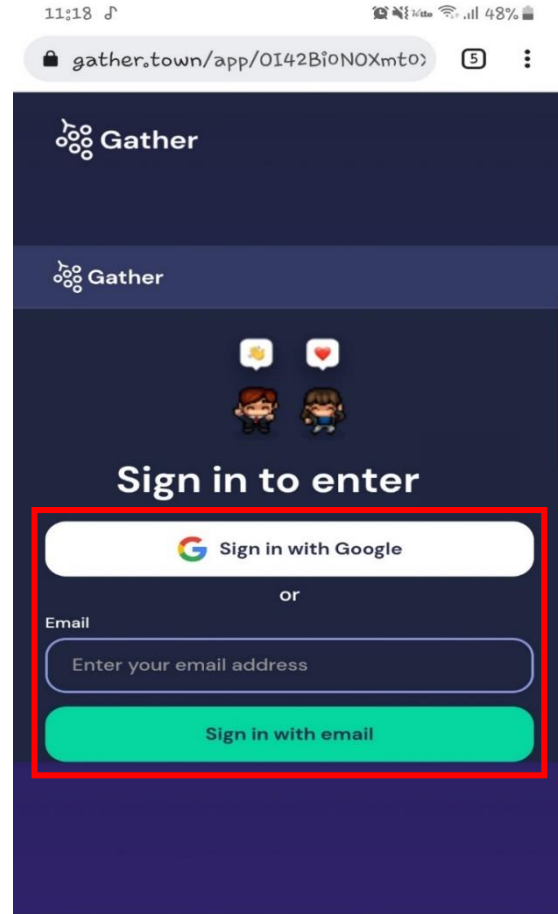 11:18
48%
gather.town/app/OI42BiONOXmtO
5
Gather
Gather
Sign in to enter
Sign in with Google
or
Email
Enter your email address
Sign in with email